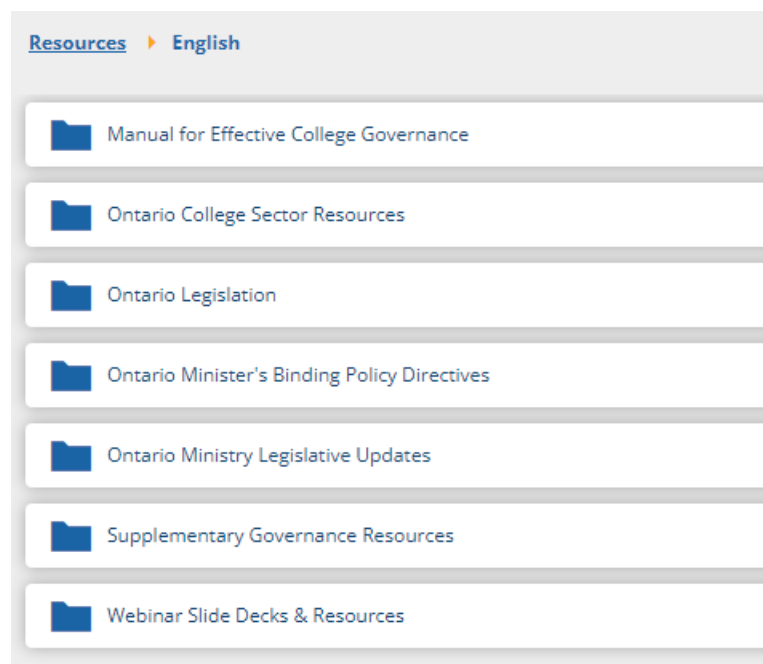 Resources English
Manual for Effective College Governance
Ontario College Sector Resources
Ontario Legislation
Ontario Minister's Binding Policy Directives
Ontario Ministry Legislative Updates
Supplementary Governance Resources
Webinar Slide Decks & Resources